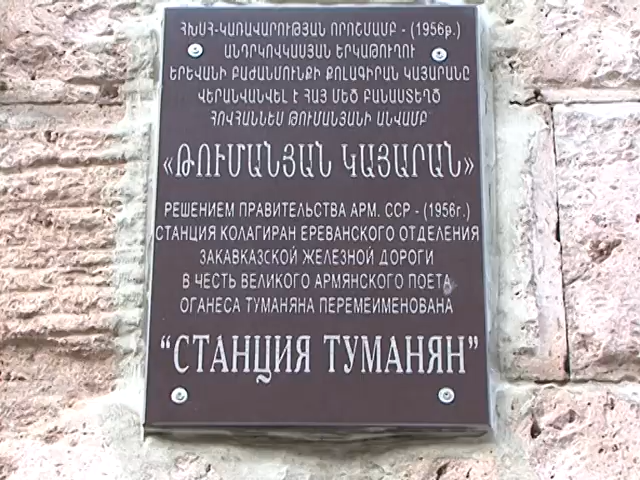 ՀԽՍՀ-ԿԱՌԱՎԱՐՈՒԹՅԱՆ ՈՐՈՇՄԱՄԲ - (1956թ.)
ԱՆԴՐԿՈՎԿԱՍՅԱՆ ԵՐԿԱԹՈՒՂՈՒ
ԵՐԵՎԱՆԻ ԲԱԺԱՆՄՈՒՆՔԻ ՔՈԼԱԳԻՐԱՆ ԿԱՅԱՐԱՆԸ
ՎԵՐԱՆՎԱՆՎԵԼ Է ՀԱՅ ՄԵԾ ԲԱՆԱՍՏԵՂԾ
ՀՈՎՀԱՆՆԵՍ ԹՈՒՄԱՆՅԱՆԻ ԱՆՎԱՄԲ
«ԹՈՒՄԱՆՅԱՆ ԿԱՅԱՐԱՆ»
РЕШЕНИЕМ ПРАВИТЕЛЬСТВА АРМ. ССР - (1956г.)
СТАНЦИЯ КОЛАГИРАН ЕРЕВАНСКОГО ОТДЕЛЕНИЯ
ЗАКАВКАЗСКОЙ ЖЕЛЕЗНОЙ ДОРОГИ
В ЧЕСТЬ ВЕЛИКОГО АРМЯНСКОГО ПОЕТА
ОГАНЕСА ТУМАНЯНА ПЕРЕМЕИМЕНОВАНА
“СТАНЦИЯ ТУМАНЯН”